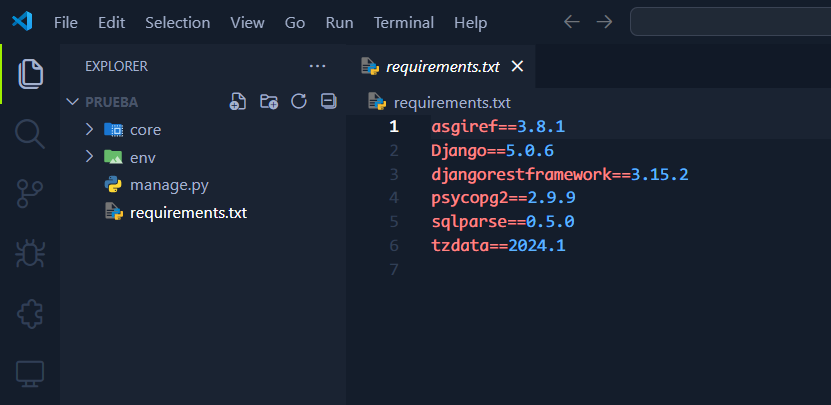 File Edit Selection View Go Run Terminal Help
EXPLORER
PRUEBA
core
env
manage.py
requirements.txt
requirements.txt
requirements.txt
1 asgiref==3.8.1
2 Django==5.0.6
3 djangorestframework==3.15.2
4 psycopg2==2.9.9
5 sqlparse==0.5.0
6 tzdata==2024.1
7